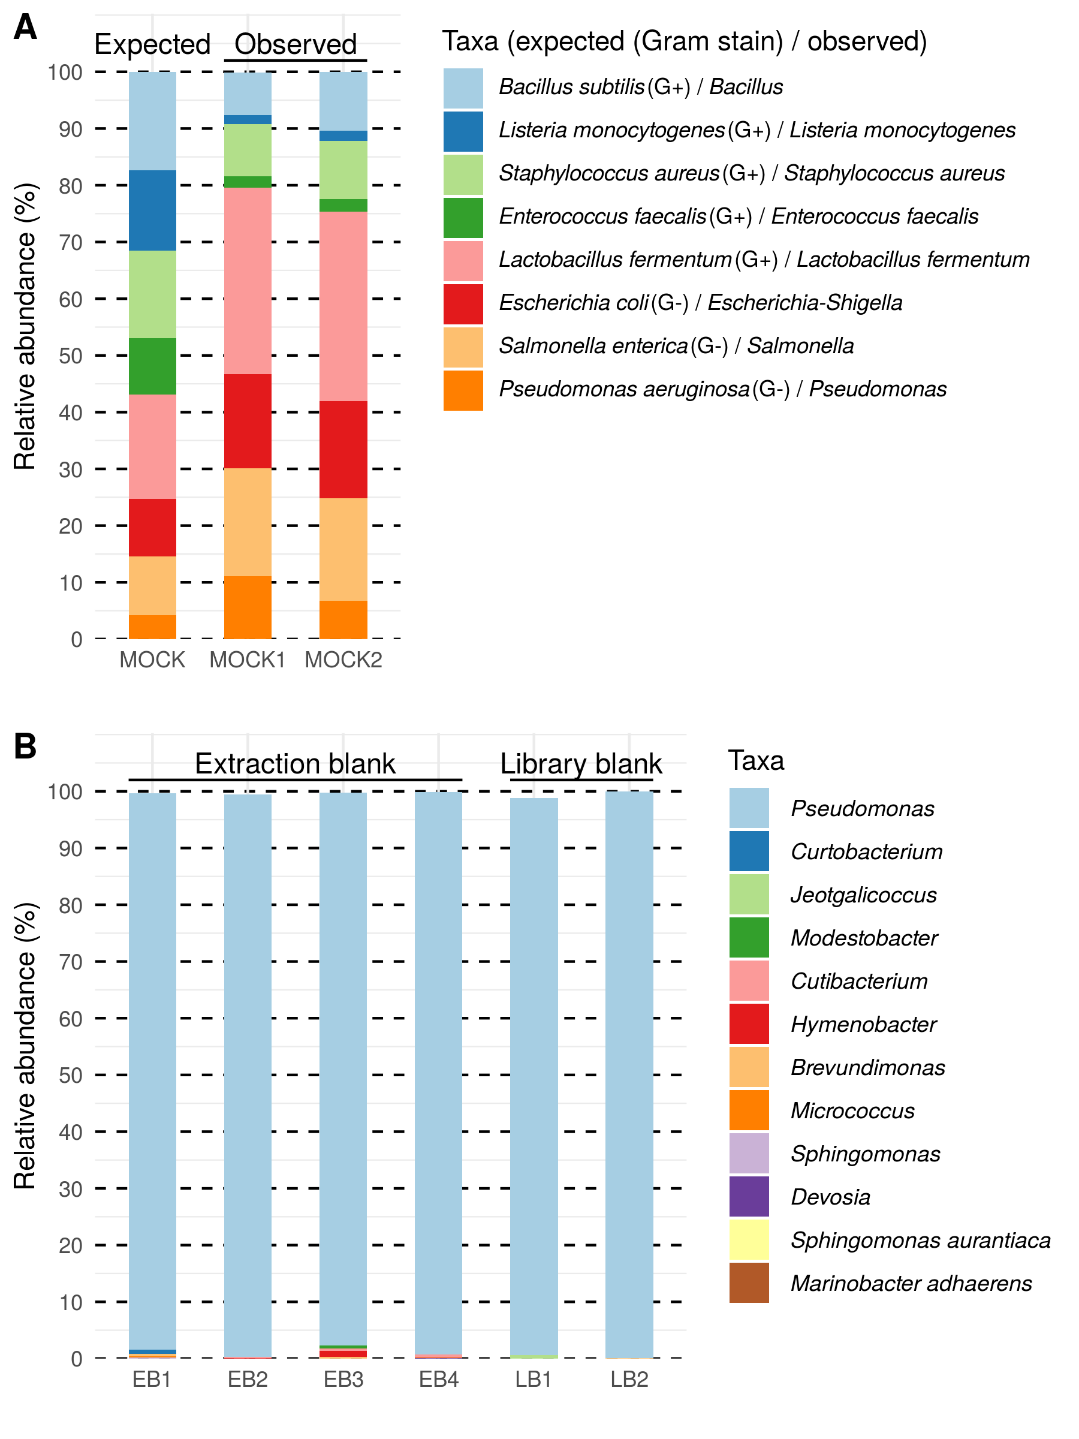 A
Expected Observed
Taxa (expected (Gram stain) / observed)
Relative abundance (%)
100
90
80
70
60
50
40
30
20
10
0
MOCK MOCK1 MOCK2
Bacillus subtilis (G+) / Bacillus
Listeria monocytogenes (G+) / Listeria monocytogenes
Staphylococcus aureus (G+) / Staphylococcus aureus
Enterococcus faecalis (G+) / Enterococcus faecalis
Lactobacillus fermentum (G+) / Lactobacillus fermentum
Escherichia coli (G-) / Escherichia-Shigella
Salmonella enterica (G-) / Salmonella
Pseudomonas aeruginosa (G-) / Pseudomonas
B
Extraction blank Library blank
Taxa
Relative abundance (%)
100
90
80
70
60
50
40
30
20
10
0
EB1 EB2 EB3 EB4 LB1 LB2
Pseudomonas
Curtobacterium
Jeotgalicoccus
Modestobacter
Cutibacterium
Hymenobacter
Brevundimonas
Micrococcus
Sphingomonas
Devosia
Sphingomonas aurantiaca
Marinobacter adhaerens